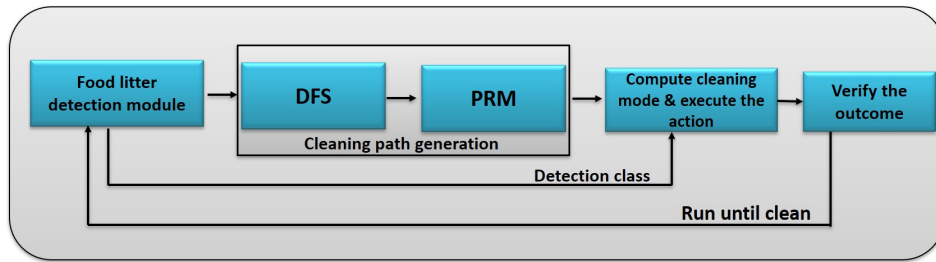 Food litter
detection module
DFS
PRM
Cleaning path generation
Compute cleaning
mode & execute the
action
Verify the
outcome
Detection class
Run until clean